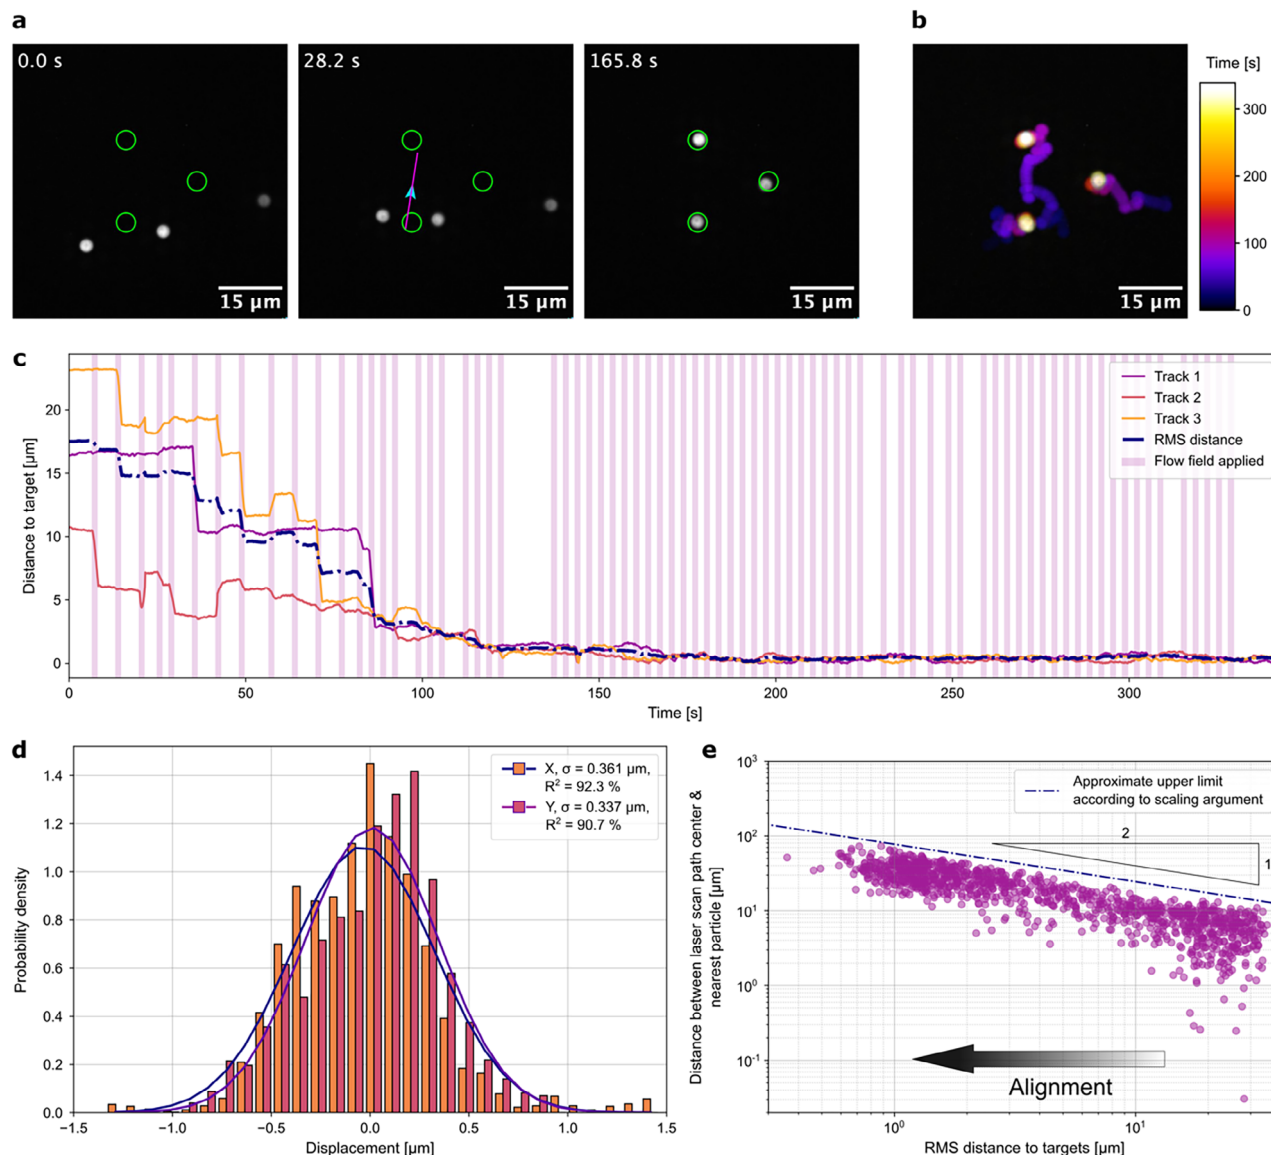 a
b
0.0 s
28.2 s
165.8 s
Time [s]
300
200
100
0
15 µm
15 µm
15 µm
15 µm
c
Track 1
Track 2
Track 3
RMS distance
Flow field applied
Distance to target [µm]
20
15
10
5
0
0
50
100
150
200
250
300
Time [s]
d
X, σ = 0.361 µm,
R² = 92.3 %
Y, σ = 0.337 µm,
R² = 90.7 %
Probability density
1.4
1.2
1.0
0.8
0.6
0.4
0.2
0.0
−1.5
−1.0
−0.5
0.0
0.5
1.0
1.5
Displacement [µm]
e
Approximate upper limit
according to scaling argument
2
1
Distance between laser scan path center &
nearest particle [µm]
10³
10²
10¹
10⁰
10⁻¹
Alignment
10⁰
10¹
RMS distance to targets [µm]